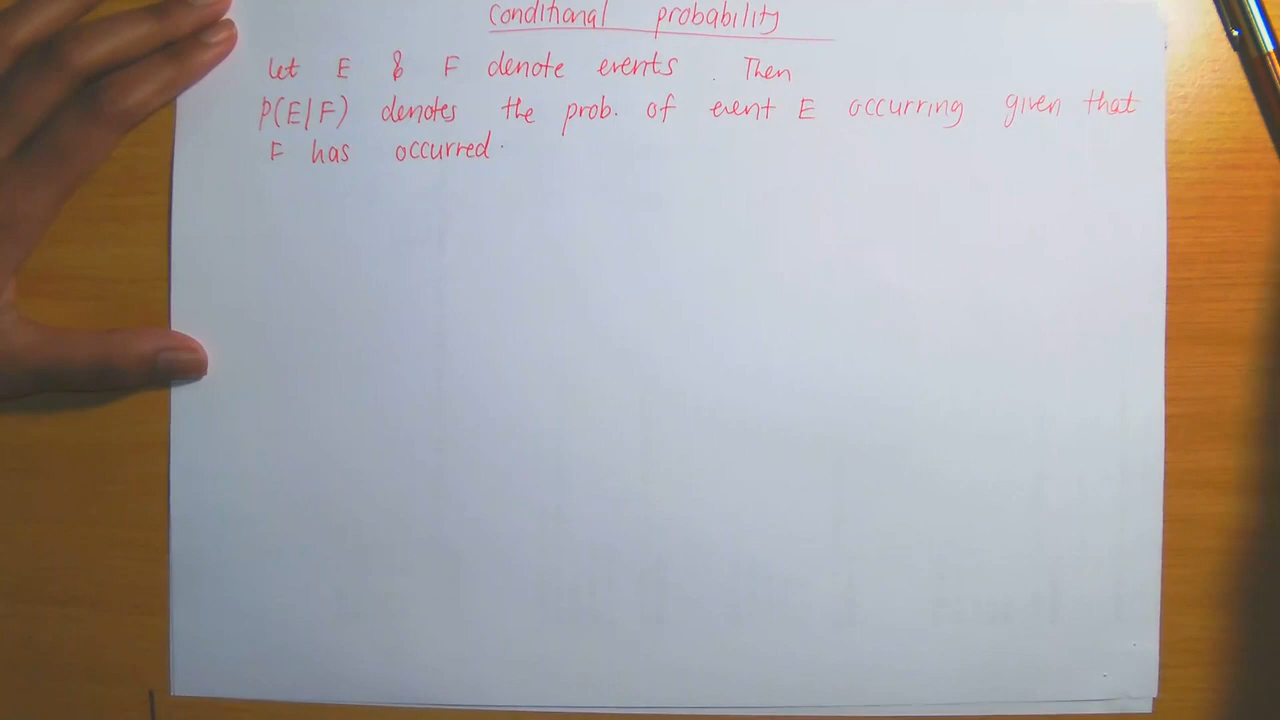 Conditional probability
Let E & F denote events. Then
P(E|F) denotes the prob. of event E occurring given that
F has occurred.